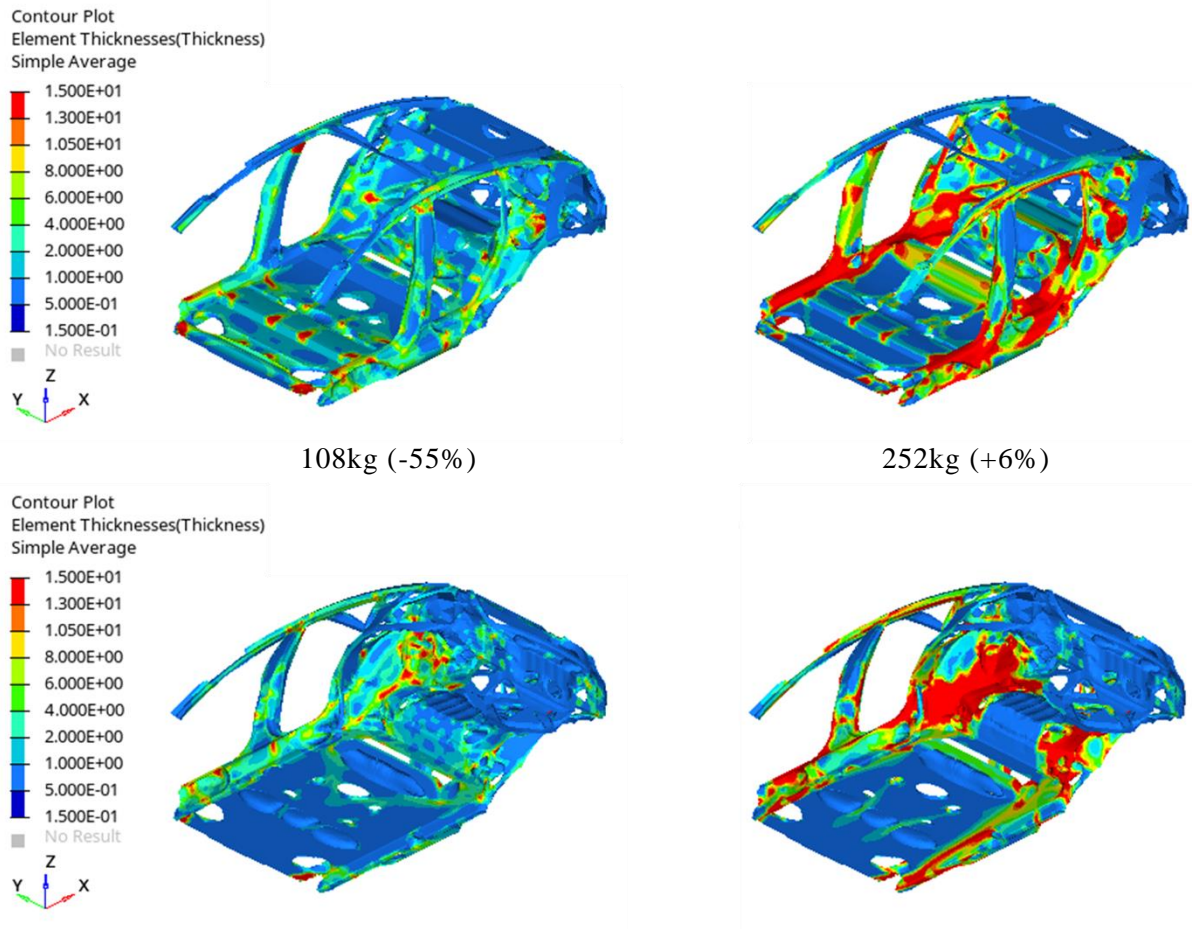 Contour Plot
Element Thicknesses(Thickness)
Simple Average
1.500E+01
1.300E+01
1.050E+01
8.000E+00
6.000E+00
4.000E+00
2.000E+00
1.000E+00
5.000E-01
1.500E-01
No Result
Z
Y X
108kg (-55%) 252kg (+6%)
Contour Plot
Element Thicknesses(Thickness)
Simple Average
1.500E+01
1.300E+01
1.050E+01
8.000E+00
6.000E+00
4.000E+00
2.000E+00
1.000E+00
5.000E-01
1.500E-01
No Result
Z
Y X